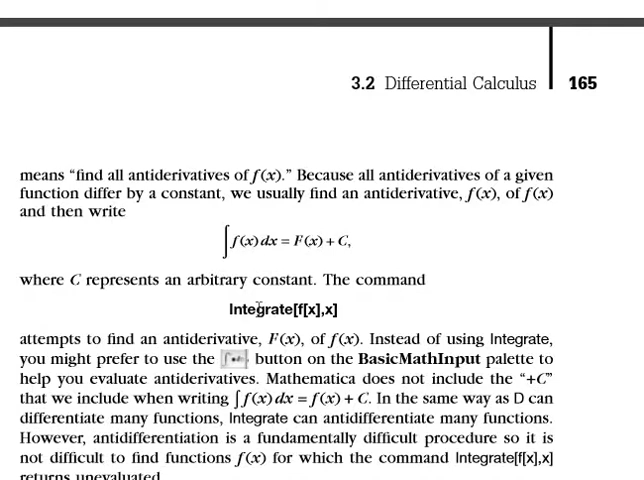 3.2 Differential Calculus 165
means “find all antiderivatives of f(x).” Because all antiderivatives of a given
function differ by a constant, we usually find an antiderivative, f(x), of f(x)
and then write
∫f(x) dx = F(x) + C,
where C represents an arbitrary constant. The command
Integrate[f[x],x]
attempts to find an antiderivative, F(x), of f(x). Instead of using Integrate,
you might prefer to use the button on the BasicMathInput palette to
help you evaluate antiderivatives. Mathematica does not include the “+C”
that we include when writing ∫f(x) dx = f(x) + C. In the same way as D can
differentiate many functions, Integrate can antidifferentiate many functions.
However, antidifferentiation is a fundamentally difficult procedure so it is
not difficult to find functions f(x) for which the command Integrate[f[x],x]
returns unevaluated